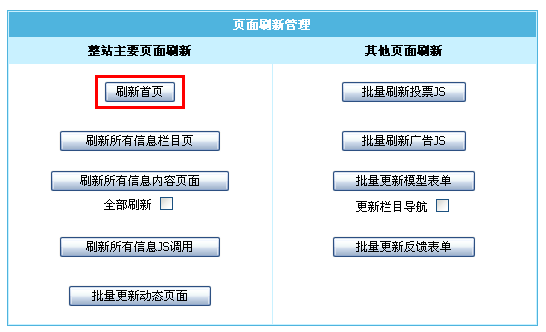 页面刷新管理
整站主要页面刷新
其他页面刷新
刷新首页
批量刷新投票JS
刷新所有信息栏目页
批量刷新广告JS
刷新所有信息内容页面
批量更新模型表单
全部刷新
更新栏目导航
刷新所有信息JS调用
批量更新反馈表单
批量更新动态页面